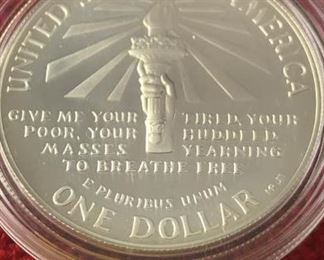 UNITED
AMERICA
GIVE ME YOUR TIRED, YOUR
POOR, YOUR HUDDLED
MASSES YEARNING
TO BREATHE FREE
E PLURIBUS UNUM
ONE DOLLAR